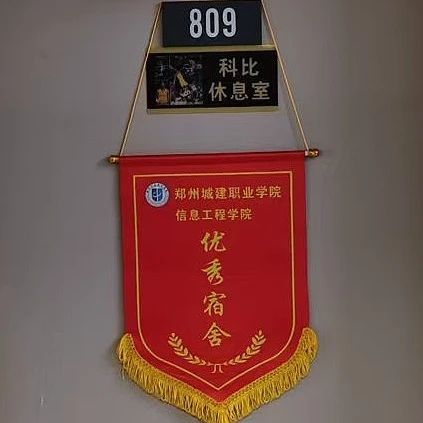 809
科比
休息室
郑州城建职业学院
信息工程学院
优秀宿舍